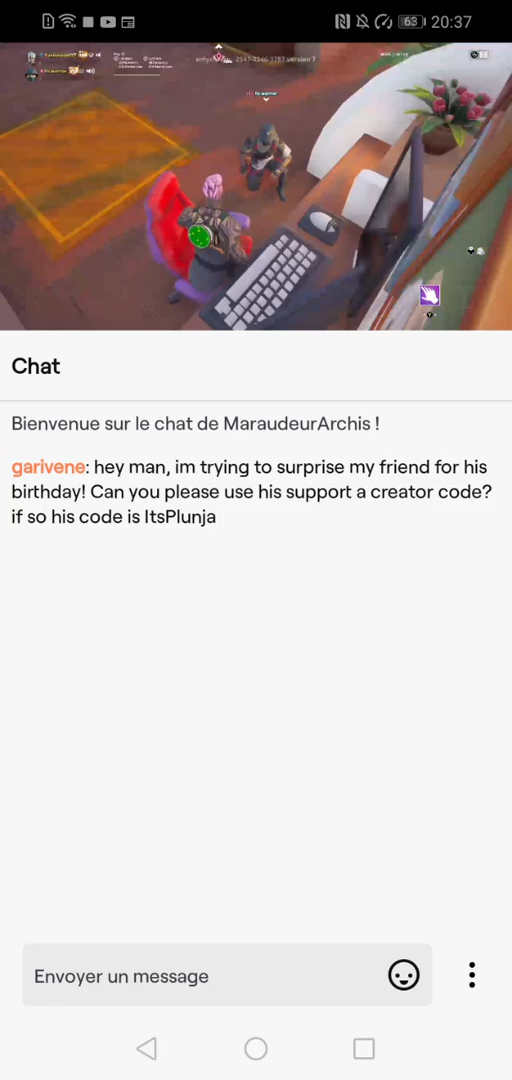 63 20:37
Chat
Bienvenue sur le chat de MaraudeurArchis !
garivene: hey man, im trying to surprise my friend for his
birthday! Can you please use his support a creator code?
if so his code is ItsPlunja
Envoyer un message